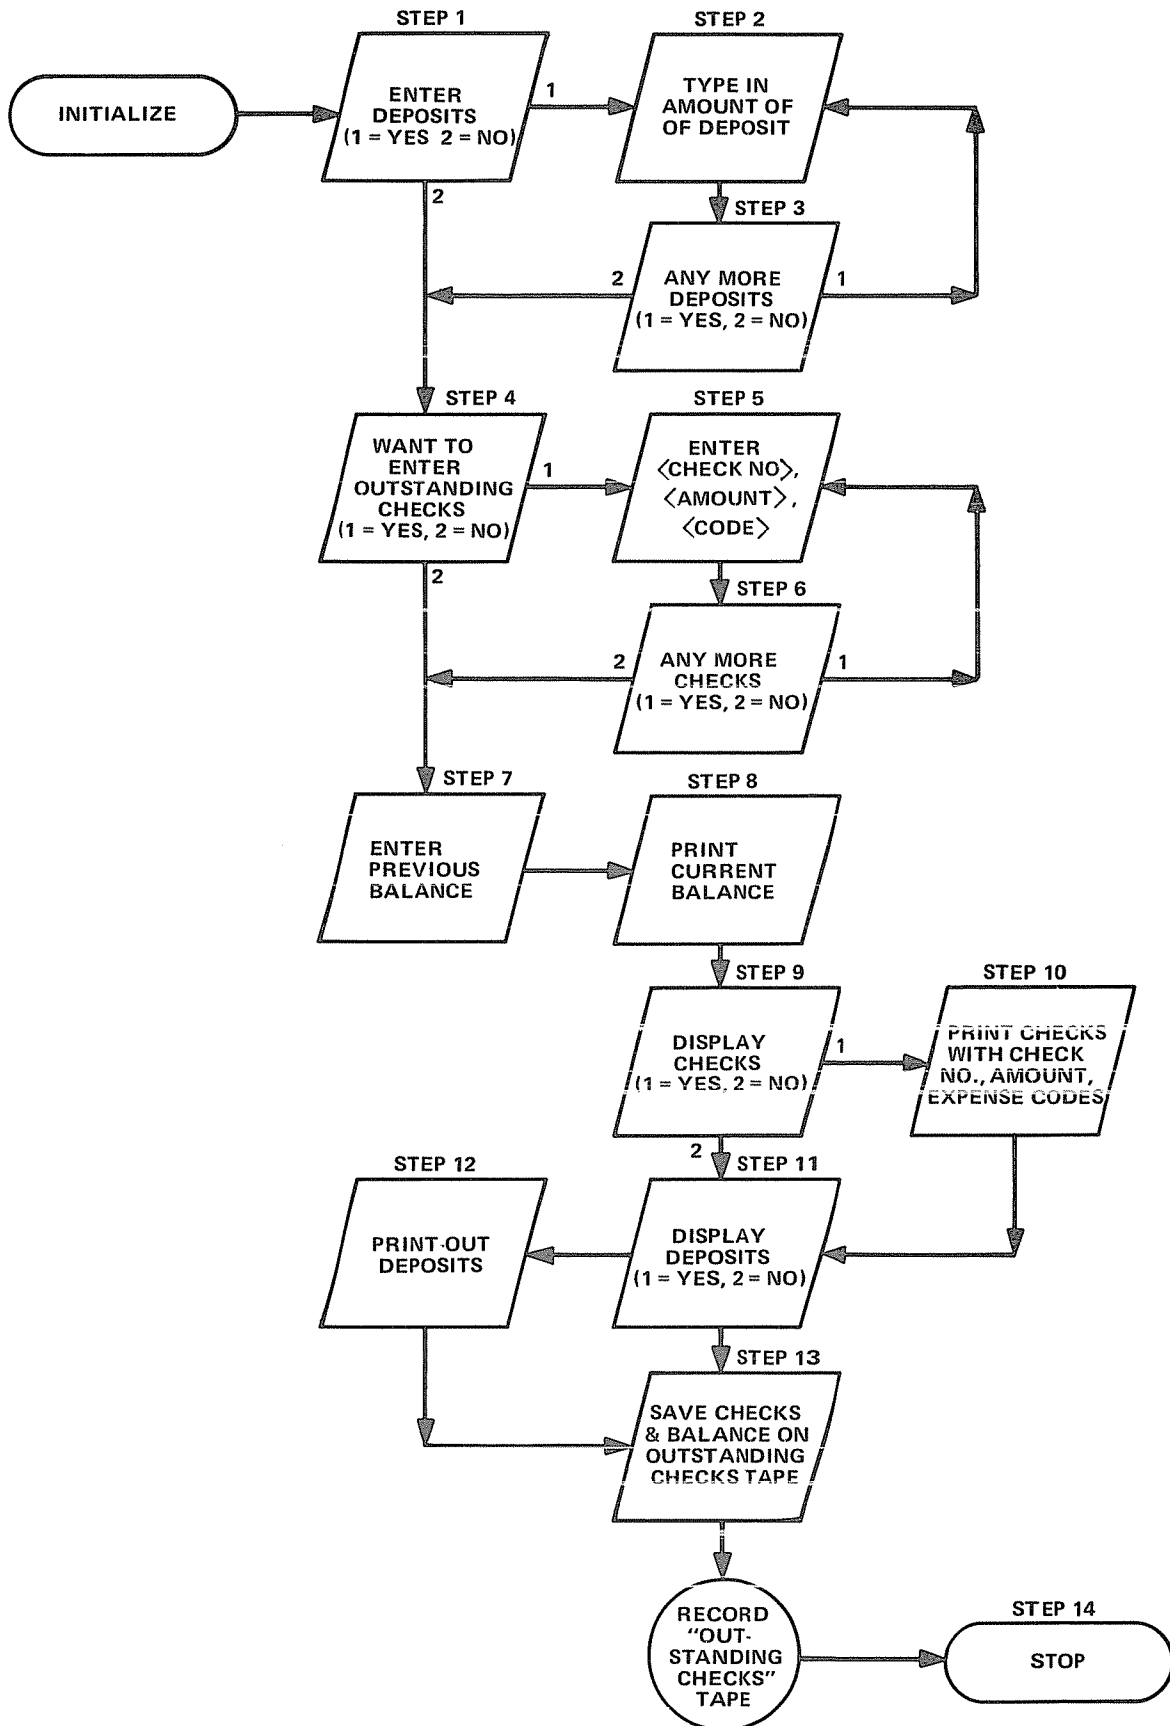 STEP 1
INITIALIZE
ENTER
DEPOSITS
(1 = YES 2 = NO)
1
2
STEP 2
TYPE IN
AMOUNT OF
OF DEPOSIT
STEP 3
ANY MORE
DEPOSITS
(1 = YES, 2 = NO)
2
1
STEP 4
WANT TO
ENTER
OUTSTANDING
CHECKS
(1 = YES, 2 = NO)
1
2
STEP 5
ENTER
<CHECK NO>,
<AMOUNT>,
<CODE>
STEP 6
ANY MORE
CHECKS
(1 = YES, 2 = NO)
2
1
STEP 7
ENTER
PREVIOUS
BALANCE
STEP 8
PRINT
CURRENT
BALANCE
STEP 9
DISPLAY
CHECKS
(1 = YES, 2 = NO)
1
2
STEP 10
PRINT CHECKS
WITH CHECK
NO., AMOUNT,
EXPENSE CODES
STEP 11
DISPLAY
DEPOSITS
(1 = YES, 2 = NO)
STEP 12
PRINT-OUT
DEPOSITS
STEP 13
SAVE CHECKS
& BALANCE ON
OUTSTANDING
CHECKS TAPE
RECORD
"OUT-
STANDING
CHECKS"
TAPE
STEP 14
STOP